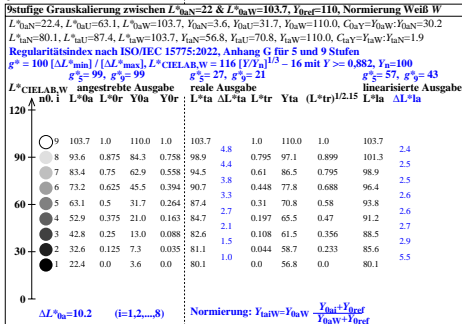 9stufige Grauskalierung zwischen L*0aN=22 & L*0aW=103.7, Y0ref=110, Normierung Weiß W
L*0aN=22.4, L*0aU=63.1, L*0aW=103.7, Y0aN=3.6, Y0aU=31.7, Y0aW=110.0, C0aY=Y0aW:Y0aN=30.2
L*taN=80.1, L*taU=87.4, L*taW=103.7, YtaN=56.8, YtaU=70.8, YtaW=110.0, CtaY=YtaW:YtaN=1.9
Regularitätsindex nach ISO/IEC 15775:2022, Anhang G für 5 und 9 Stufen
g* = 100 [ΔL*min] / [ΔL*max], L*CIELAB,W = 116 [Y/Yn]1/3 − 16 mit Y >= 0,882, Yn=100
g*5= 99, g*9= 99 g*5= 27, g*9= 21 g*5= 57, g*9= 43
L*CIELAB,W angestrebte Ausgabe reale Ausgabe linearisierte Ausgabe
n0. i L*0a L*0r Y0a Y0r L*ta ΔL*ta L*tr Yta (L*tr)1/2.15 L*la ΔL*la
120
9 103.7 1.0 110.0 1.0 103.7 1.0 110.0 1.0 103.7
4.8 2.4
90 8 93.6 0.875 84.3 0.758 98.9 0.795 97.1 0.899 101.3
4.4 2.5
7 83.4 0.75 62.9 0.558 94.5 0.61 86.5 0.795 98.9
3.8 2.5
6 73.2 0.625 45.5 0.394 90.7 0.448 77.8 0.688 96.4
3.3 2.6
60 5 63.1 0.5 31.7 0.264 87.4 0.31 70.8 0.58 93.8
2.7 2.6
4 52.9 0.375 21.0 0.163 84.7 0.197 65.5 0.47 91.2
2.1 2.7
3 42.8 0.25 13.0 0.088 82.6 0.108 61.5 0.356 88.5
1.5 2.9
30 2 32.6 0.125 7.3 0.035 81.1 0.044 58.7 0.233 85.6
1.0 5.5
1 22.4 0.0 3.6 0.0 80.1 0.0 56.8 0.0 80.1
0
ΔL*0a=10.2 (i=1,2,...,8) Normierung: YtaiW=Y0aW (Y0ai+Y0ref)/(Y0aW+Y0ref)